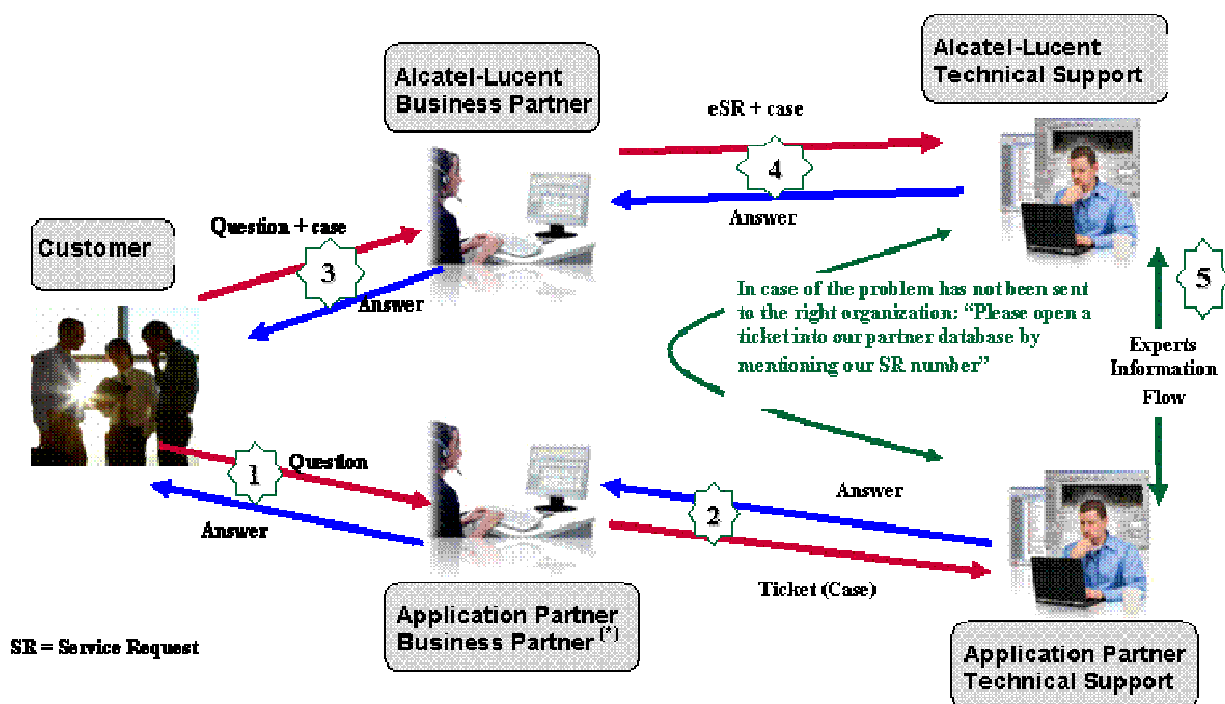 Alcatel-Lucent
Business Partner
Alcatel-Lucent
Technical Support
eSR + case
4
Answer
Customer
Question + case
3
Answer
In case of the problem has not been sent
to the right organization: “Please open a
ticket into our partner database by
mentioning our SR number”
5
Experts
Information
Flow
1
Question
Answer
Answer
2
Ticket (Case)
Application Partner
Business Partner (*)
SR = Service Request
Application Partner
Technical Support